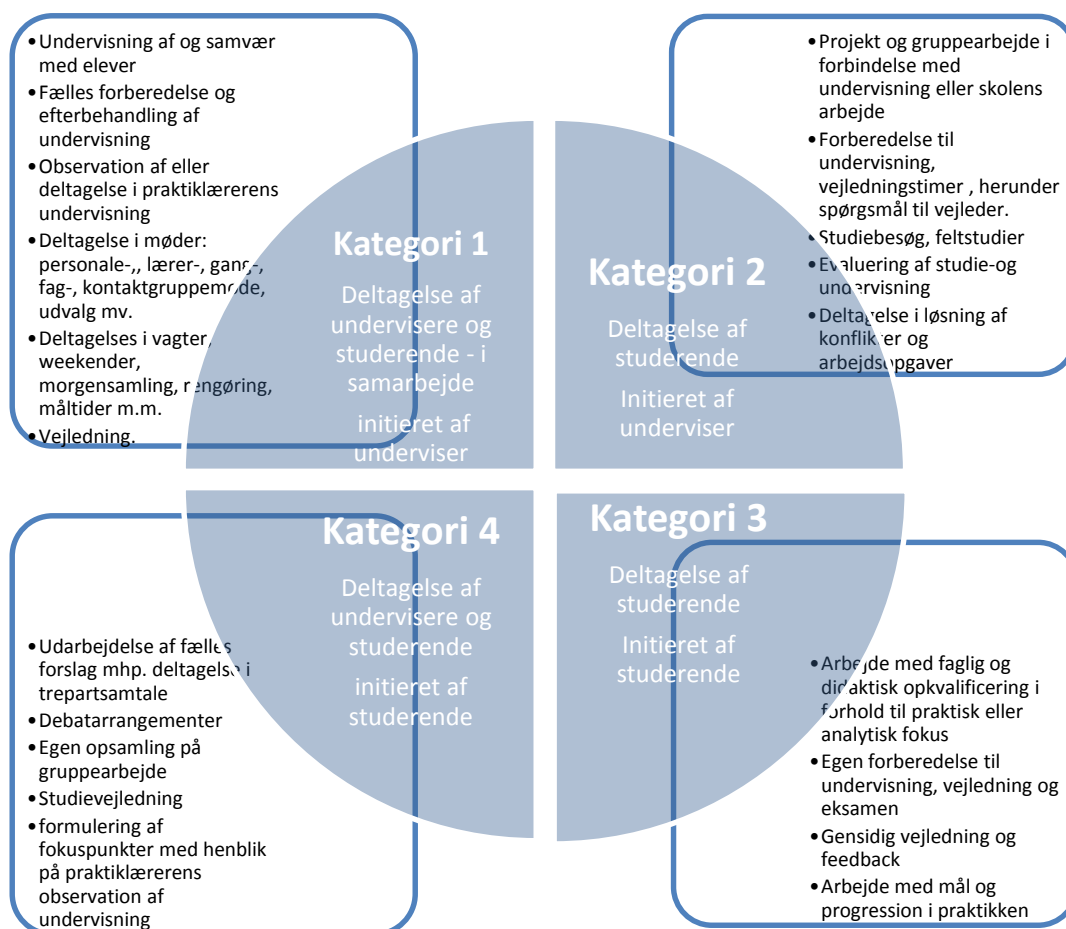 •Undervisning af og samvær
med elever
•Fælles forberedelse og
efterbehandling af
undervisning
•Observation af eller
deltagelse i praktiklærerens
undervisning
•Deltagelse i møder:
personale-,, lærer-, gang-,
fag-, kontaktgruppemøde,
udvalg mv.
•Deltagelses i vagter,
weekender,
morgensamling, rengøring,
måltider m.m.
•Vejledning.
Kategori 1
Deltagelse af
undervisere og
studerende - i
samarbejde
initieret af
underviser
•Projekt og gruppearbejde i
forbindelse med
undervisning eller skolens
arbejde
•Forberedelse til
undervisning,
vejledningstimer , herunder
spørgsmål til vejleder.
•Studiebesøg, feltstudier
•Evaluering af studie-og
undervisning
•Deltagelse i løsning af
konflikter og
arbejdsopgaver
Kategori 2
Deltagelse af
studerende
Initieret af
underviser
Kategori 4
Deltagelse af
undervisere og
studerende
initieret af
studerende
•Udarbejdelse af fælles
forslag mhp. deltagelse i
trepartsamtale
•Debatarrangementer
•Egen opsamling på
gruppearbejde
•Studievejledning
•formulering af
fokuspunkter med henblik
på praktiklærerens
observation af
undervisning
Kategori 3
Deltagelse af
studerende
Initieret af
studerende
•Arbejde med faglig og
didaktisk opkvalificering i
forhold til praktisk eller
analytisk fokus
•Egen forberedelse til
undervisning, vejledning og
eksamen
•Gensidig vejledning og
feedback
•Arbejde med mål og
progression i praktikken